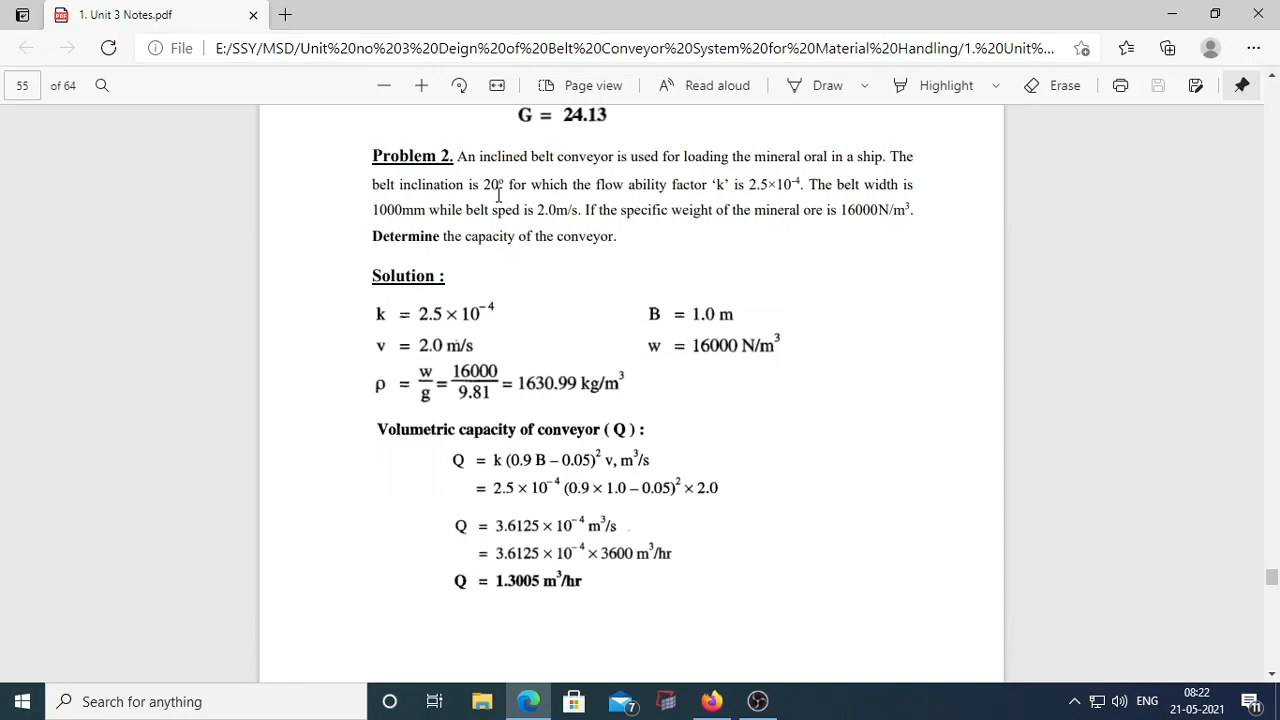 1. Unit 3 Notes.pdf
File
E:/SSY/MSD/Unit%20no%203%20Deign%20of%20Belt%20Conveyor%20System%20for%20Material%20Handling/1.%20Unit%...
55 of 64
Page view
Read aloud
Draw
Highlight
Erase
G = 24.13
Problem 2. An inclined belt conveyor is used for loading the mineral oral in a ship. The
belt inclination is 20° for which the flow ability factor ‘k’ is 2.5×10⁻⁴. The belt width is
1000mm while belt sped is 2.0m/s. If the specific weight of the mineral ore is 16000N/m³.
Determine the capacity of the conveyor.
Solution :
k = 2.5 × 10⁻⁴ B = 1.0 m
v = 2.0 m/s w = 16000 N/m³
ρ = w/g = 16000/9.81 = 1630.99 kg/m³
Volumetric capacity of conveyor ( Q ) :
Q = k (0.9 B – 0.05)² v, m³/s
= 2.5 × 10⁻⁴ (0.9 × 1.0 – 0.05)² × 2.0
Q = 3.6125 × 10⁻⁴ m³/s
= 3.6125 × 10⁻⁴ × 3600 m³/hr
Q = 1.3005 m³/hr
Search for anything
7
ENG
08:22
21-05-2021
11